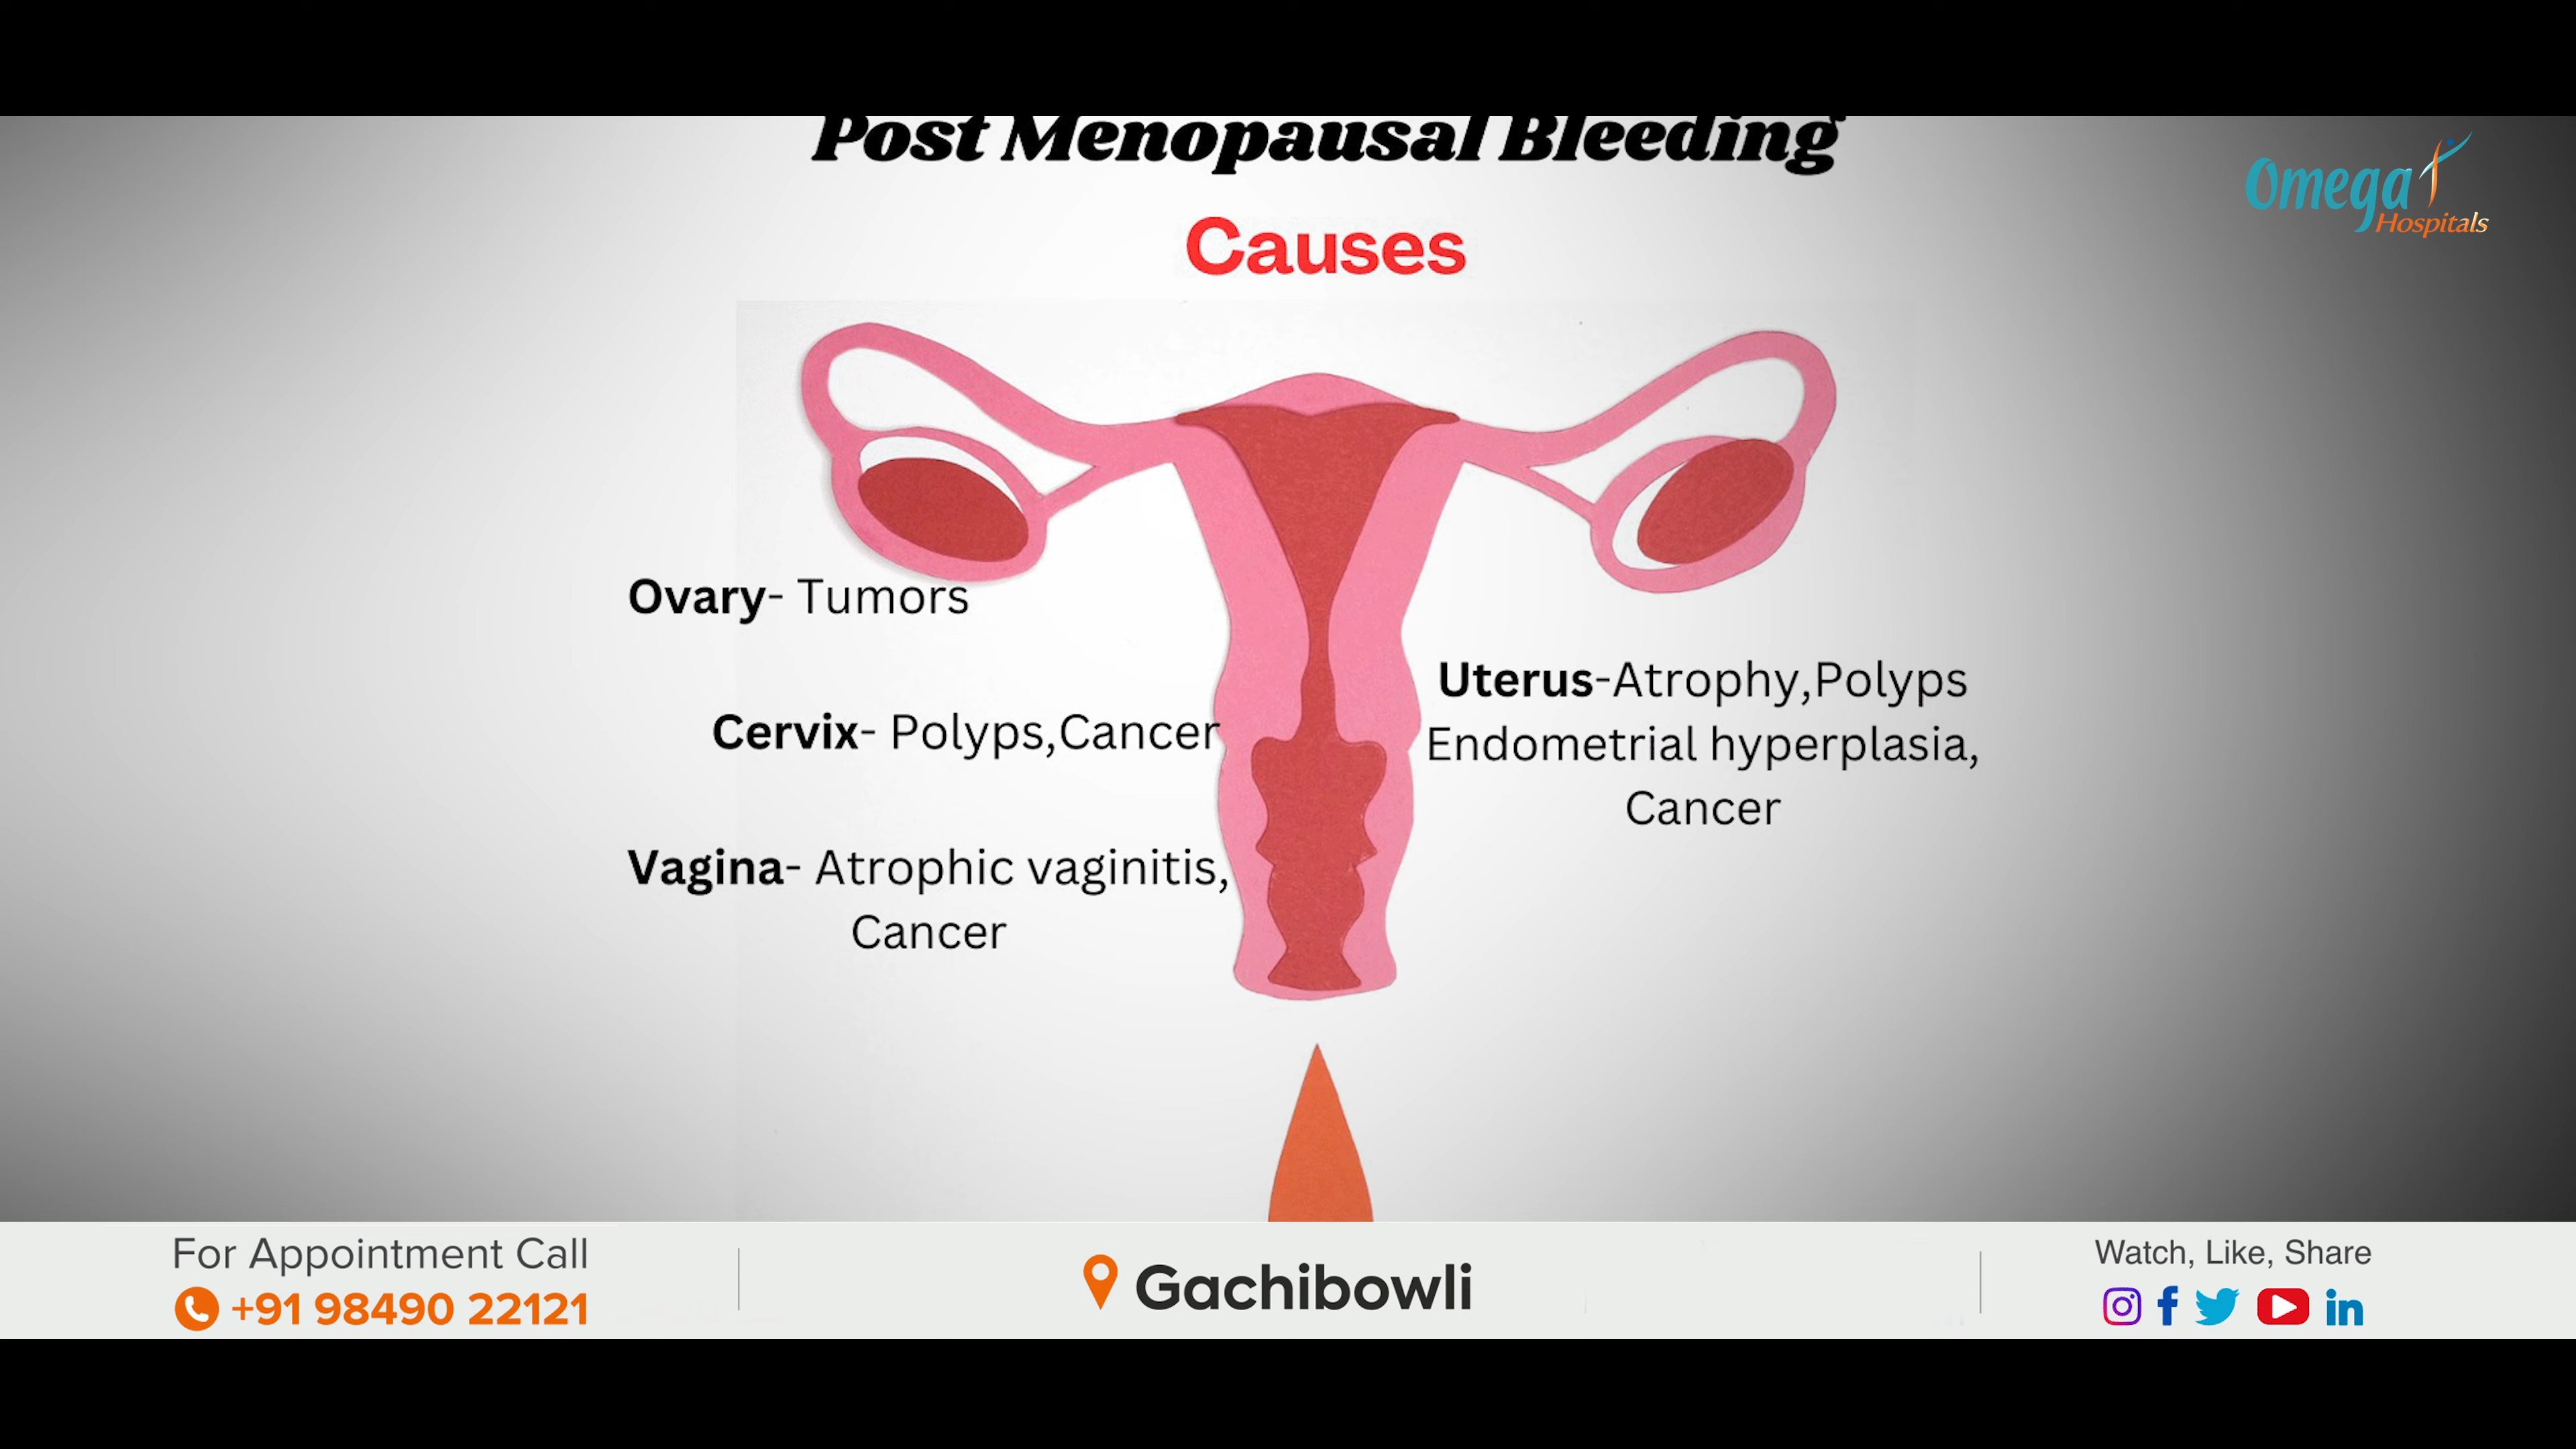 Post Menopausal Bleeding
Omega
Hospitals
Causes
Ovary- Tumors
Cervix- Polyps,Cancer
Vagina- Atrophic vaginitis,
Cancer
Uterus-Atrophy,Polyps
Endometrial hyperplasia,
Cancer
For Appointment Call
+91 98490 22121
Gachibowli
Watch, Like, Share